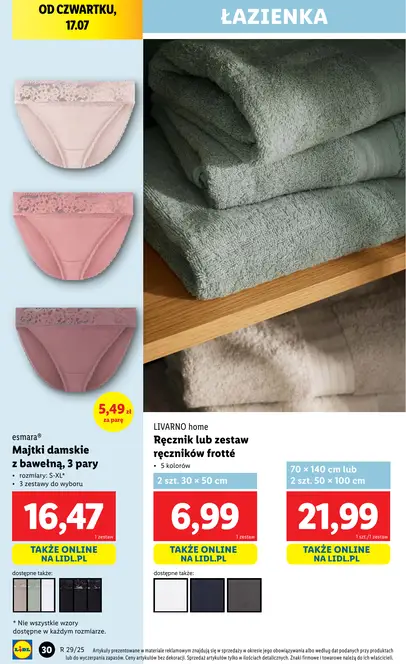 OD CZWARTKU,
17.07
ŁAZIENKA
5,49 zł
za parę
esmara®
Majtki damskie
z bawełną, 3 pary
• rozmiary: S-XL*
• 3 zestawy do wyboru
16,47
1 zestaw
TAKŻE ONLINE
NA LIDL.PL
dostępne także:
* Nie wszystkie wzory
dostępne w każdym rozmiarze.
LIVARNO home
Ręcznik lub zestaw
ręczników frotté
• 5 kolorów
2 szt. 30 × 50 cm
6,99
1 zestaw
TAKŻE ONLINE
NA LIDL.PL
dostępne także:
70 × 140 cm lub
2 szt. 50 × 100 cm
21,99
1 szt./1 zestaw
TAKŻE ONLINE
NA LIDL.PL
LIDL
30
R 29/25
Artykuły prezentowane w materiale reklamowym znajdują się w sprzedaży w okresie jego obowiązywania albo według dat podanych przy produktach
lub do wyczerpania zapasów. Ceny artykułów bez dekoracji. Sprzedaż artykułów tylko w ilościach detalicznych. Znaki firmowe i towarowe należą do ich właścicieli.